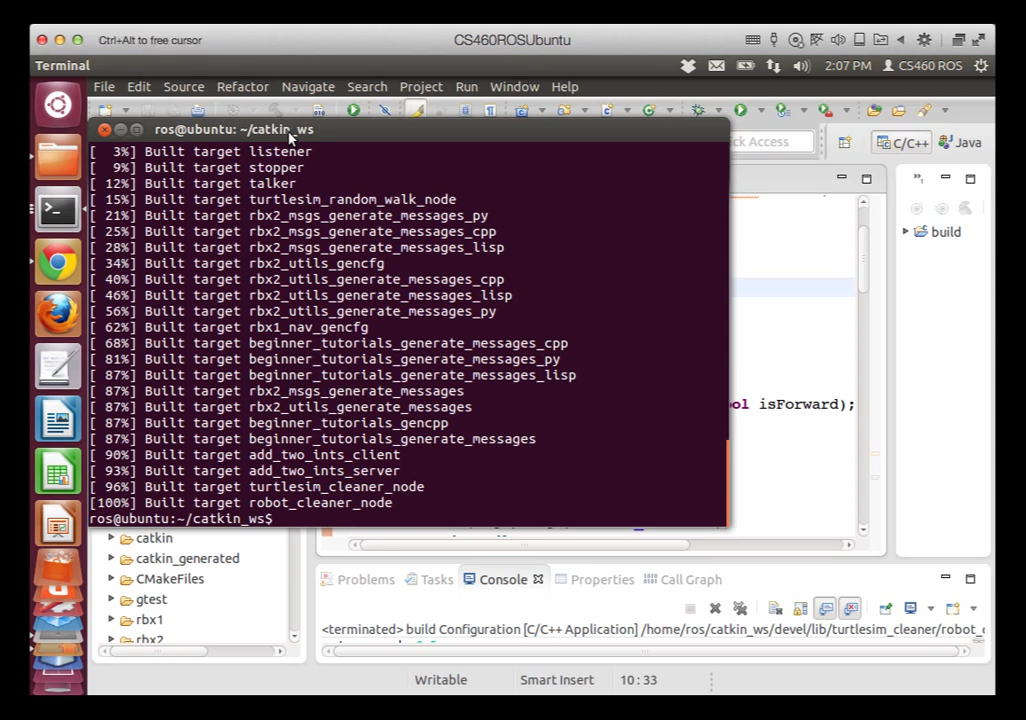 Ctrl+Alt to free cursor
CS460ROSUbuntu
Terminal
2:07 PM
CS460 ROS
File Edit Source Refactor Navigate Search Project Run Window Help
ros@ubuntu: ~/catkin_ws
ck Access
C/C++
Java
[  3%] Built target listener
[  9%] Built target stopper
[ 12%] Built target talker
[ 15%] Built target turtlesim_random_walk_node
[ 21%] Built target rbx2_msgs_generate_messages_py
[ 25%] Built target rbx2_msgs_generate_messages_cpp
[ 28%] Built target rbx2_msgs_generate_messages_lisp
[ 34%] Built target rbx2_utils_gencfg
[ 40%] Built target rbx2_utils_generate_messages_cpp
[ 46%] Built target rbx2_utils_generate_messages_lisp
[ 56%] Built target rbx2_utils_generate_messages_py
[ 62%] Built target rbx1_nav_gencfg
[ 68%] Built target beginner_tutorials_generate_messages_cpp
[ 81%] Built target beginner_tutorials_generate_messages_py
[ 87%] Built target beginner_tutorials_generate_messages_lisp
[ 87%] Built target rbx2_msgs_generate_messages
[ 87%] Built target rbx2_utils_generate_messages
[ 87%] Built target beginner_tutorials_gencpp
[ 87%] Built target beginner_tutorials_generate_messages
[ 90%] Built target add_two_ints_client
[ 93%] Built target add_two_ints_server
[ 96%] Built target turtlesim_cleaner_node
[100%] Built target robot_cleaner_node
ros@ubuntu:~/catkin_ws$
build
ool isForward);
catkin
catkin_generated
CMakeFiles
gtest
rbx1
rbx2
Problems Tasks Console Properties Call Graph
<terminated> build Configuration [C/C++ Application] /home/ros/catkin_ws/devel/lib/turtlesim_cleaner/robot_c
Writable
Smart Insert
10 : 33